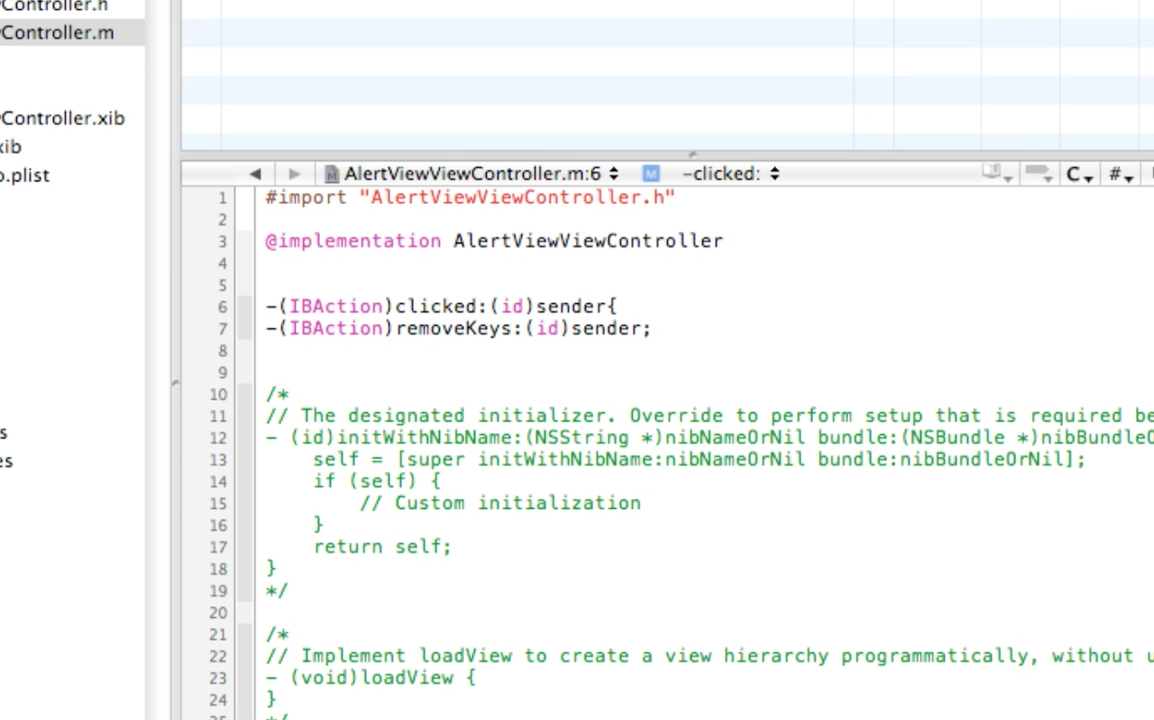 Controller.h
Controller.m
Controller.xib
xib
o.plist
s
es
AlertViewViewController.m:6 M -clicked: C #
1 #import "AlertViewViewController.h"
2
3 @implementation AlertViewViewController
4
5
6 -(IBAction)clicked:(id)sender{
7 -(IBAction)removeKeys:(id)sender;
8
9
10 /*
11 // The designated initializer. Override to perform setup that is required be
12 - (id)initWithNibName:(NSString *)nibNameOrNil bundle:(NSBundle *)nibBundleO
13 self = [super initWithNibName:nibNameOrNil bundle:nibBundleOrNil];
14 if (self) {
15 // Custom initialization
16 }
17 return self;
18 }
19 */
20
21 /*
22 // Implement loadView to create a view hierarchy programmatically, without u
23 - (void)loadView {
24 }
25 */